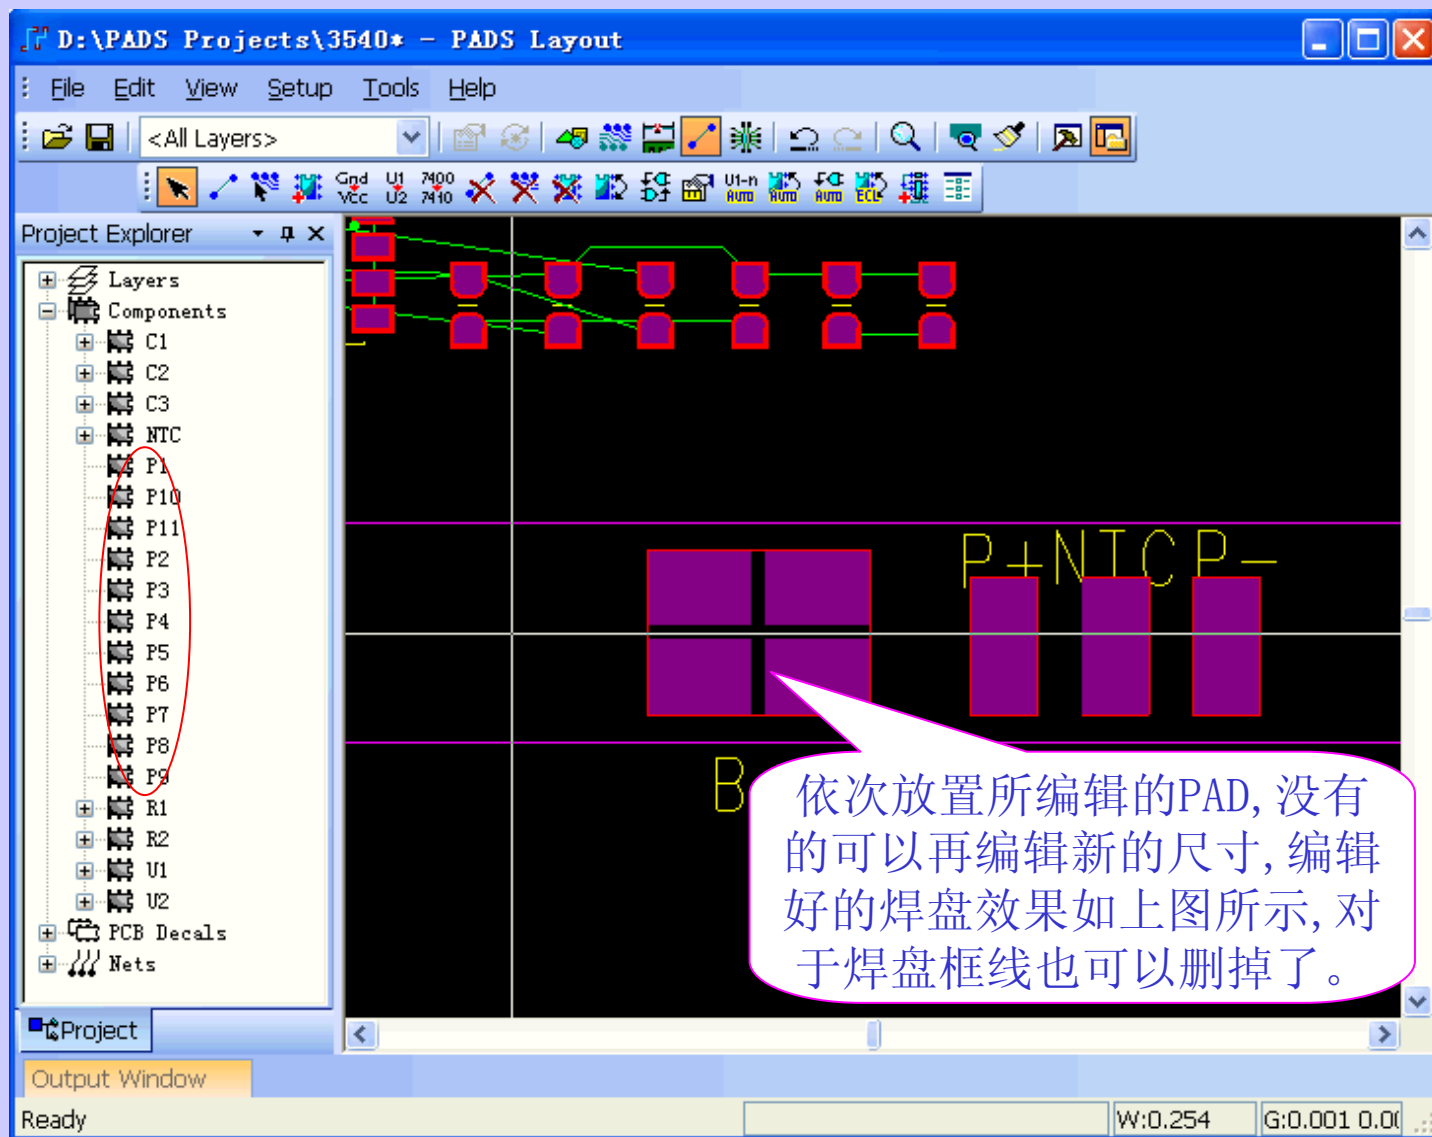 D:\PADS Projects\3540* - PADS Layout
File Edit View Setup Tools Help
<All Layers>
Gnd Vcc U1 U2 7400 7410 U1-n AUTO AUTO AUTO ECL
Project Explorer
Layers
Components
C1
C2
C3
NTC
P1
P10
P11
P2
P3
P4
P5
P6
P7
P8
P9
R1
R2
U1
U2
PCB Decals
Nets
Project
P+ NTC P-
B
依次放置所编辑的PAD,没有
的可以再编辑新的尺寸,编辑
好的焊盘效果如上图所示,对
于焊盘框线也可以删掉了。
Output Window
Ready
W:0.254 G:0.001 0.0(